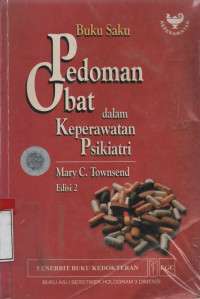 Buku Saku
Pedoman
Obat
dalam
Keperawatan
Psikiatri
Mary C. Townsend
Edisi 2
KEPERAWATAN
PENERBIT BUKU KEDOKTERAN EGC
BUKU ASLI BERSTIKER HOLOGRAM 3 DIMENSI